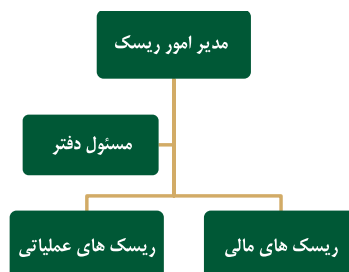 مدیر امور ریسک
مسئول دفتر
ریسک های مالی
ریسک های عملیاتی